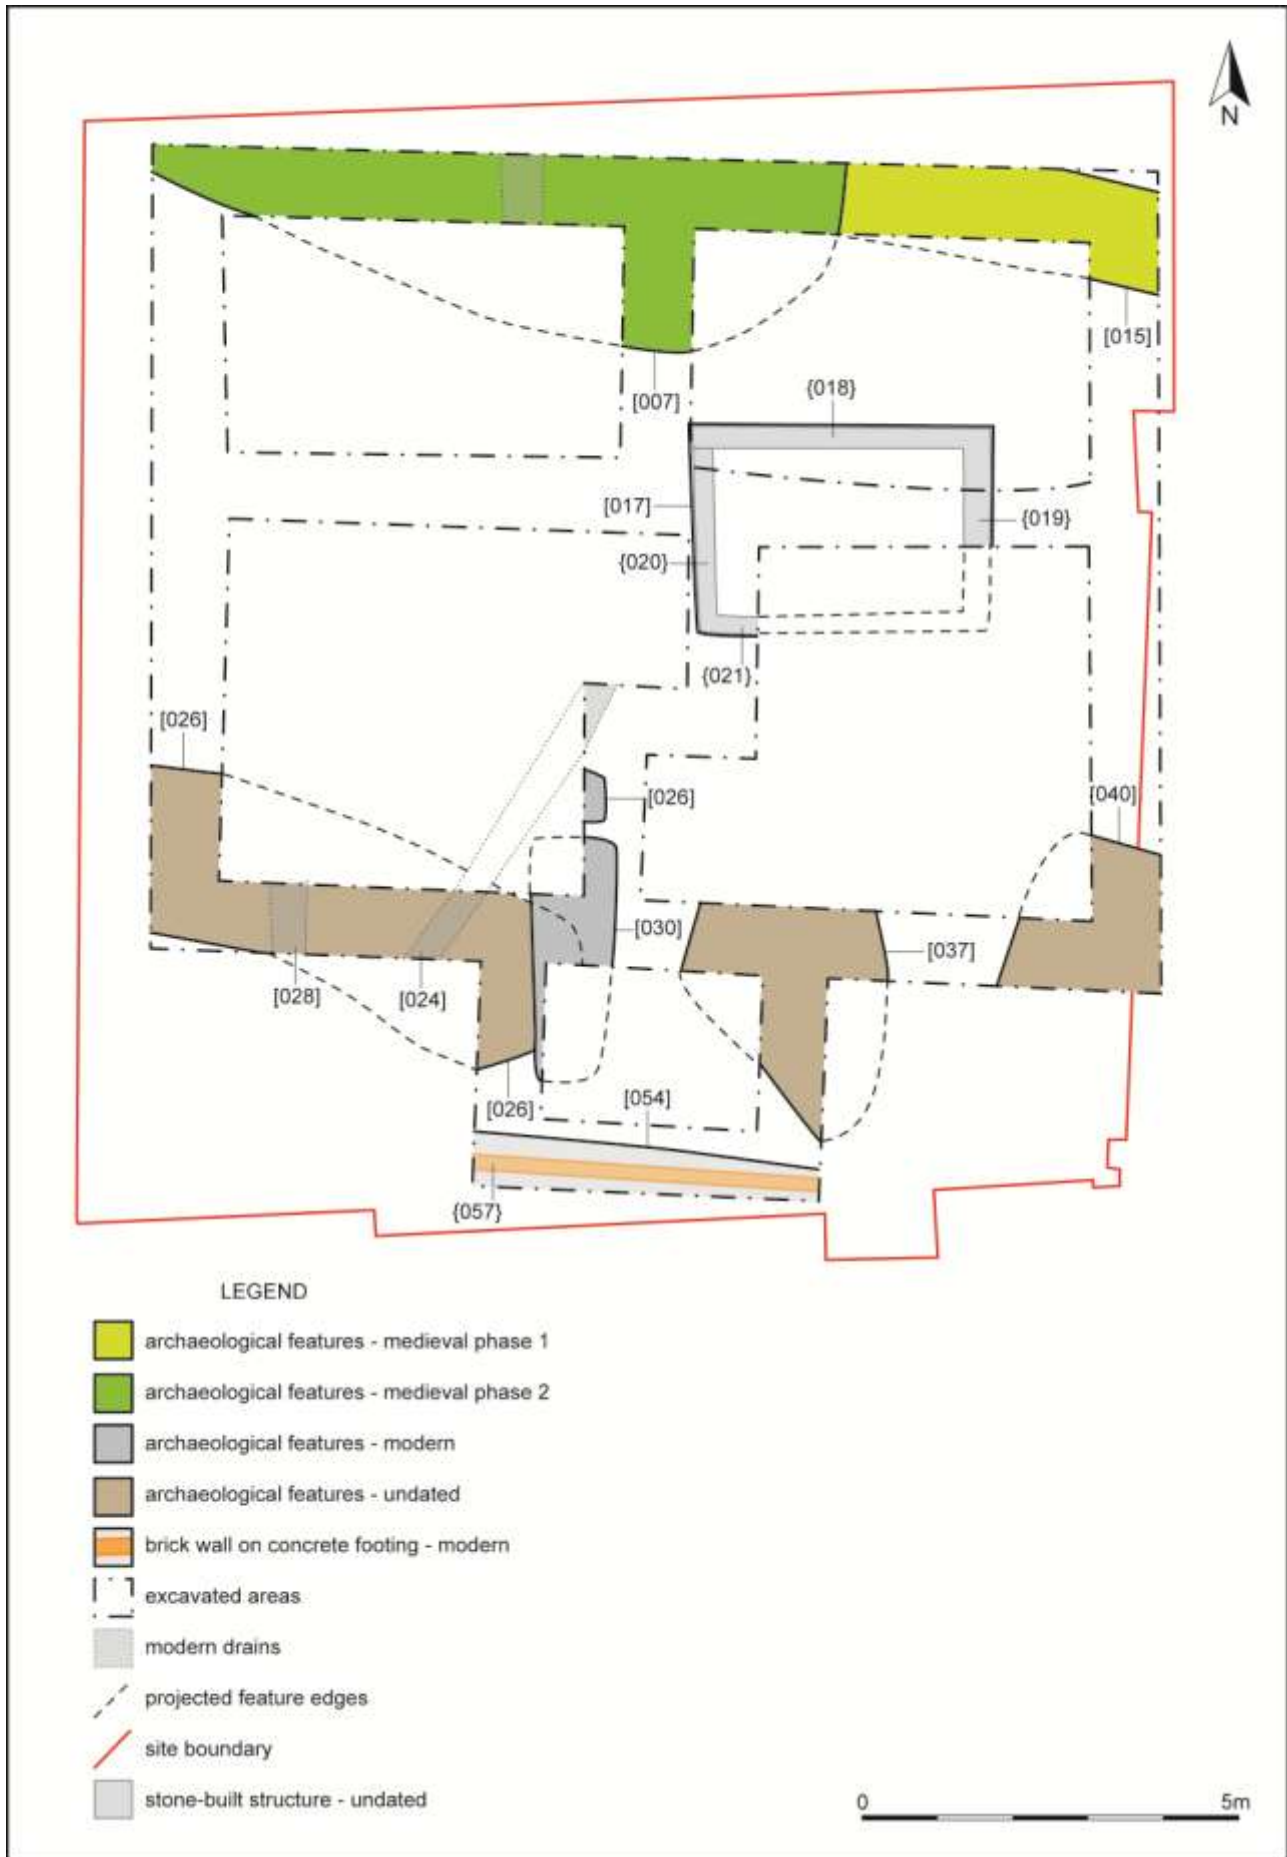 N
[015]
[007]
{018}
[017]
{019}
{020}
{021}
[026]
[026]
[040]
[030]
[037]
[028]
[024]
[026]
[054]
{057}
LEGEND
archaeological features - medieval phase 1
archaeological features - medieval phase 2
archaeological features - modern
archaeological features - undated
brick wall on concrete footing - modern
excavated areas
modern drains
projected feature edges
site boundary
stone-built structure - undated
0 5m